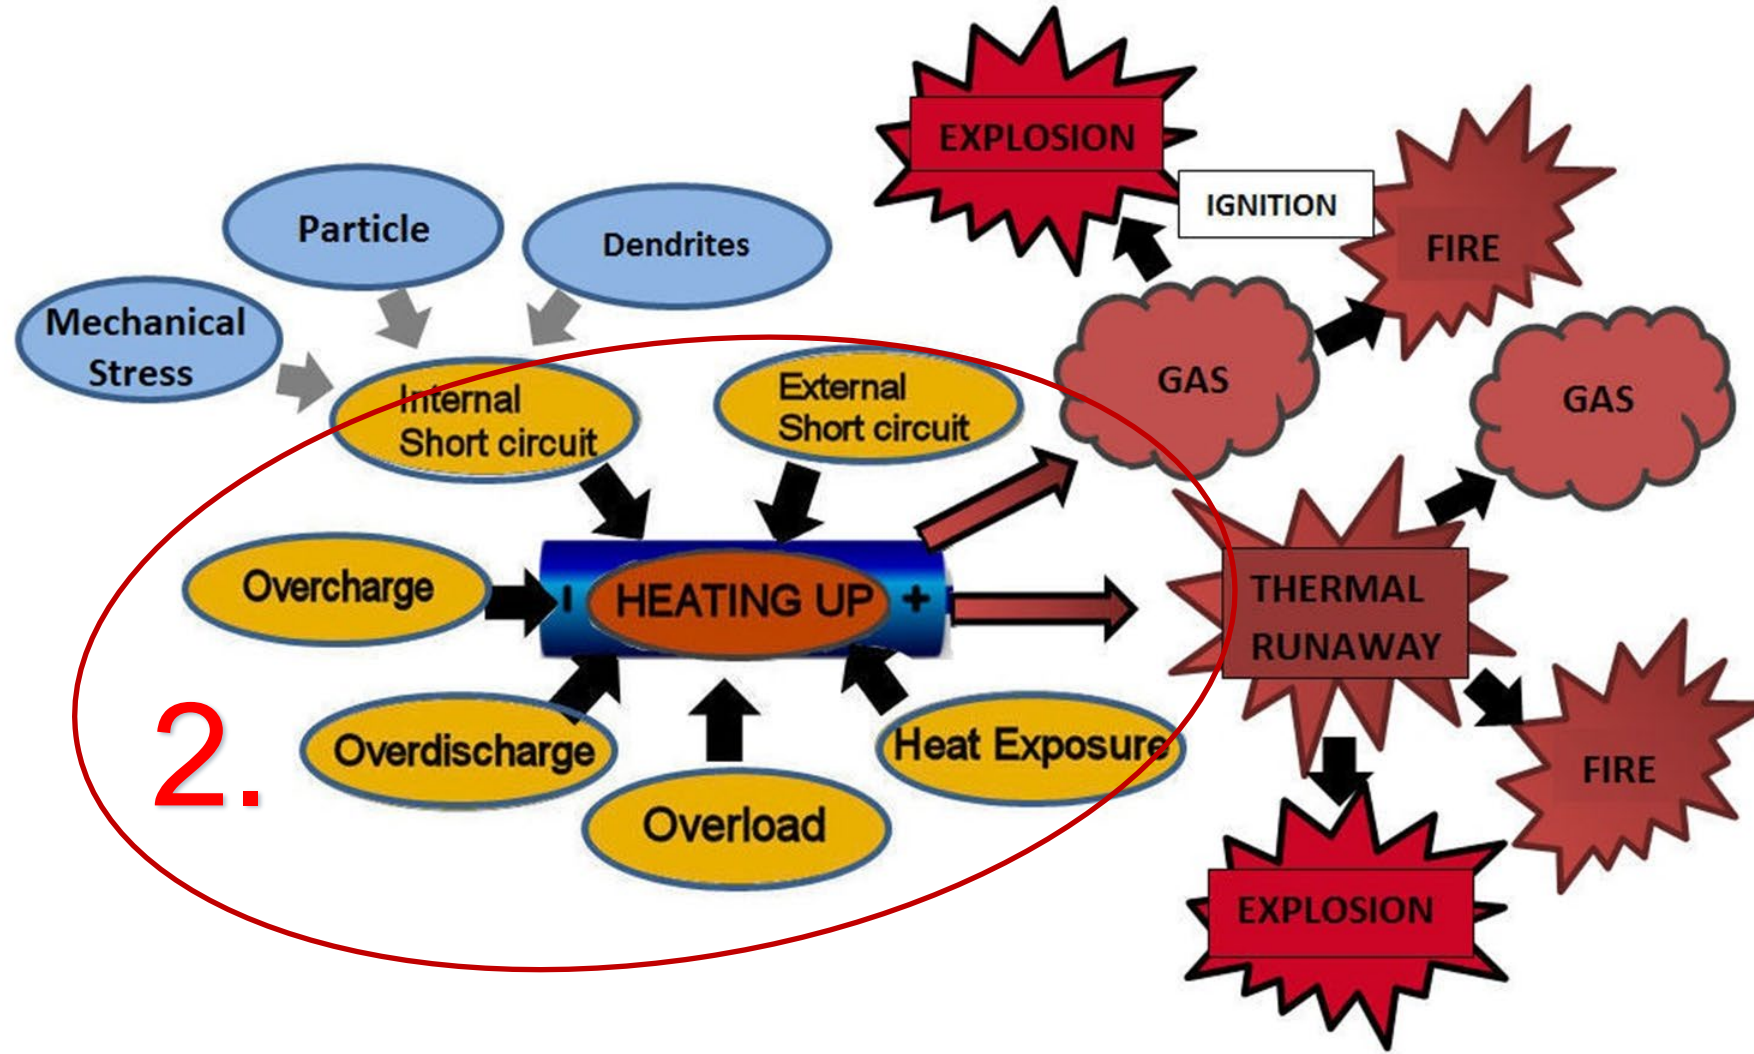 EXPLOSION
IGNITION
FIRE
Particle
Dendrites
Mechanical
Stress
GAS
GAS
Internal
Short circuit
External
Short circuit
Overcharge
-
HEATING UP
+
THERMAL
RUNAWAY
2.
Overdischarge
Heat Exposure
Overload
FIRE
EXPLOSION